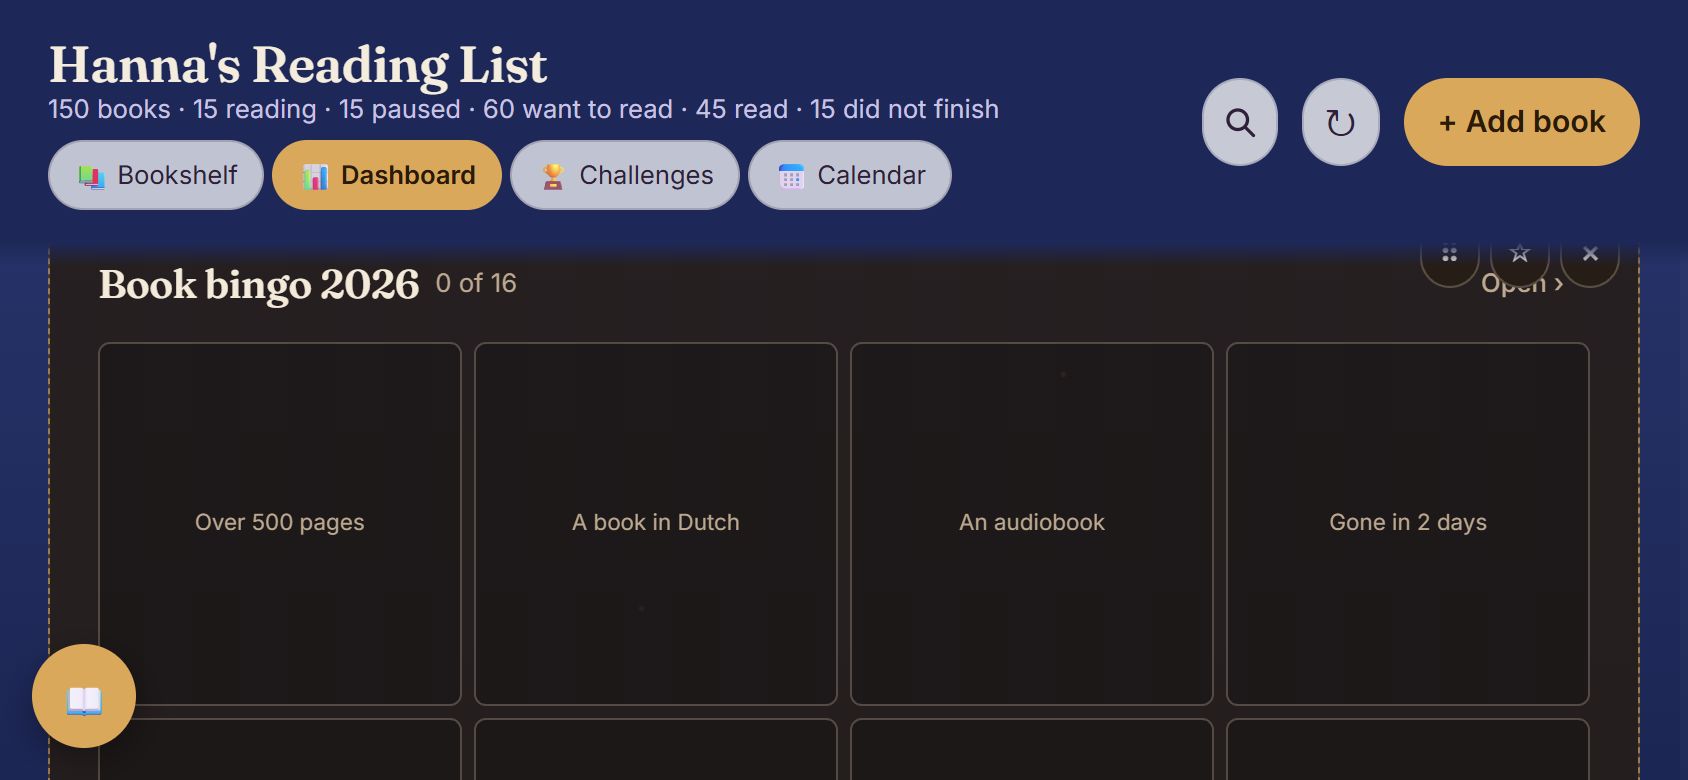 Hanna's Reading List
150 books · 15 reading · 15 paused · 60 want to read · 45 read · 15 did not finish
+ Add book
Bookshelf
Dashboard
Challenges
Calendar
Book bingo 2026 0 of 16
Open ›
Over 500 pages
A book in Dutch
An audiobook
Gone in 2 days